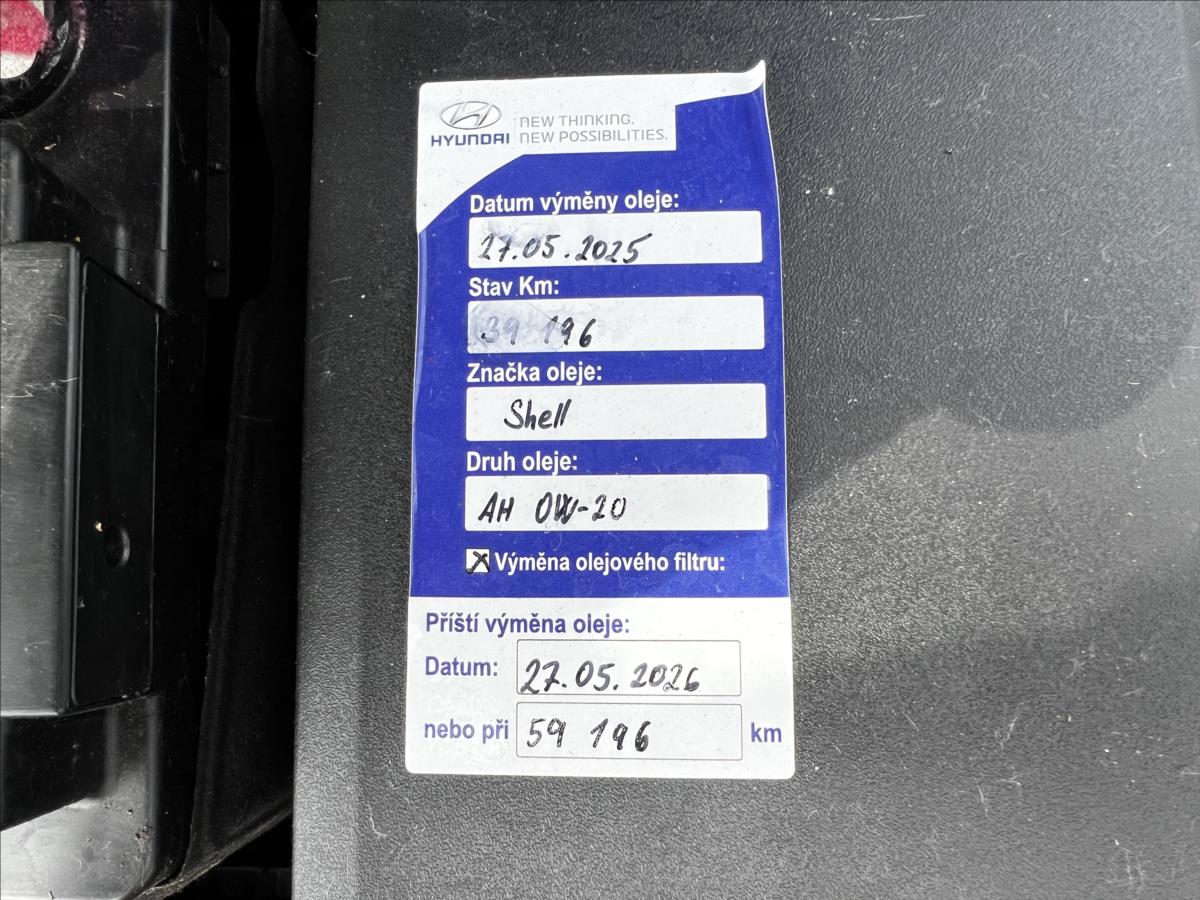 HYUNDAI
NEW THINKING.
NEW POSSIBILITIES.
Datum výměny oleje:
27.05.2025
Stav Km:
39 196
Značka oleje:
Shell
Druh oleje:
AH 0W-20
Výměna olejového filtru:
Příští výměna oleje:
Datum: 27.05.2026
nebo při 59 196 km